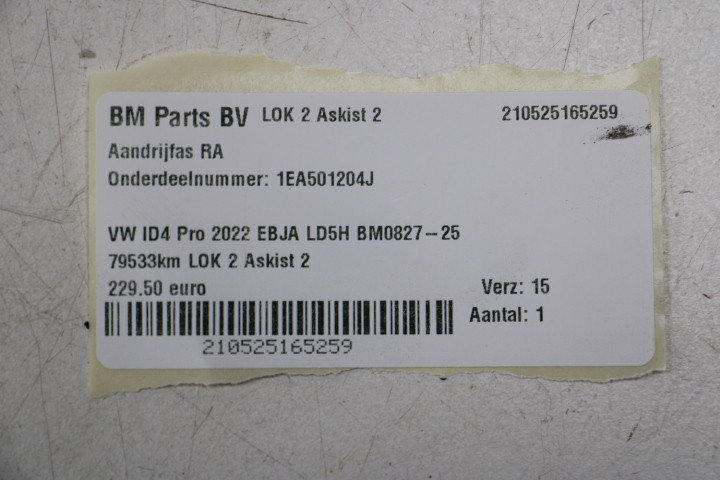 BM Parts BV LOK 2 Askist 2 210525165259
Aandrijfas RA
Onderdeelnummer: 1EA501204J
VW ID4 Pro 2022 EBJA LD5H BM0827-25
79533km LOK 2 Askist 2
229.50 euro Verz: 15
Aantal: 1
210525165259